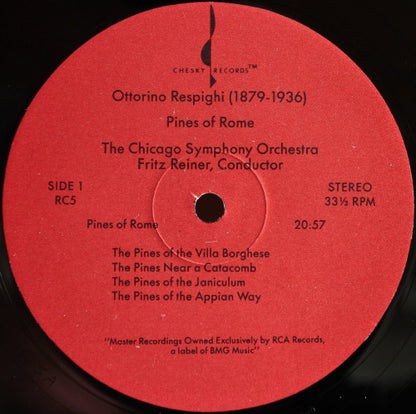 CHESKY RECORDS™
Ottorino Respighi (1879-1936)
Pines of Rome
The Chicago Symphony Orchestra
Fritz Reiner, Conductor
SIDE 1 STEREO
RC5 33⅓ RPM
Pines of Rome 20:57
The Pines of the Villa Borghese
The Pines Near a Catacomb
The Pines of the Janiculum
The Pines of the Appian Way
"Master Recordings Owned Exclusively by RCA Records,
a label of BMG Music"